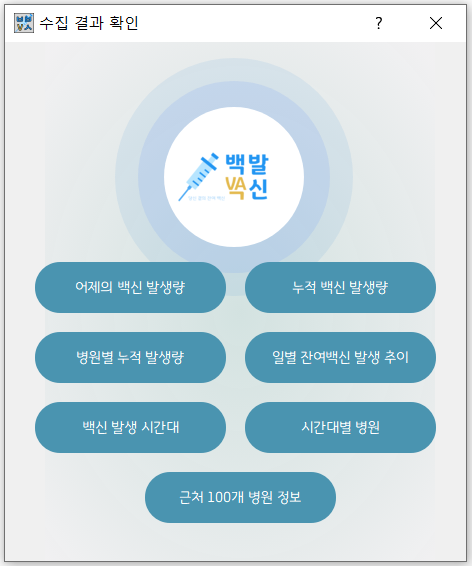 수집 결과 확인
?
백발
VA신
어제의 백신 발생량
누적 백신 발생량
병원별 누적 발생량
일별 잔여백신 발생 추이
백신 발생 시간대
시간대별 병원
근처 100개 병원 정보